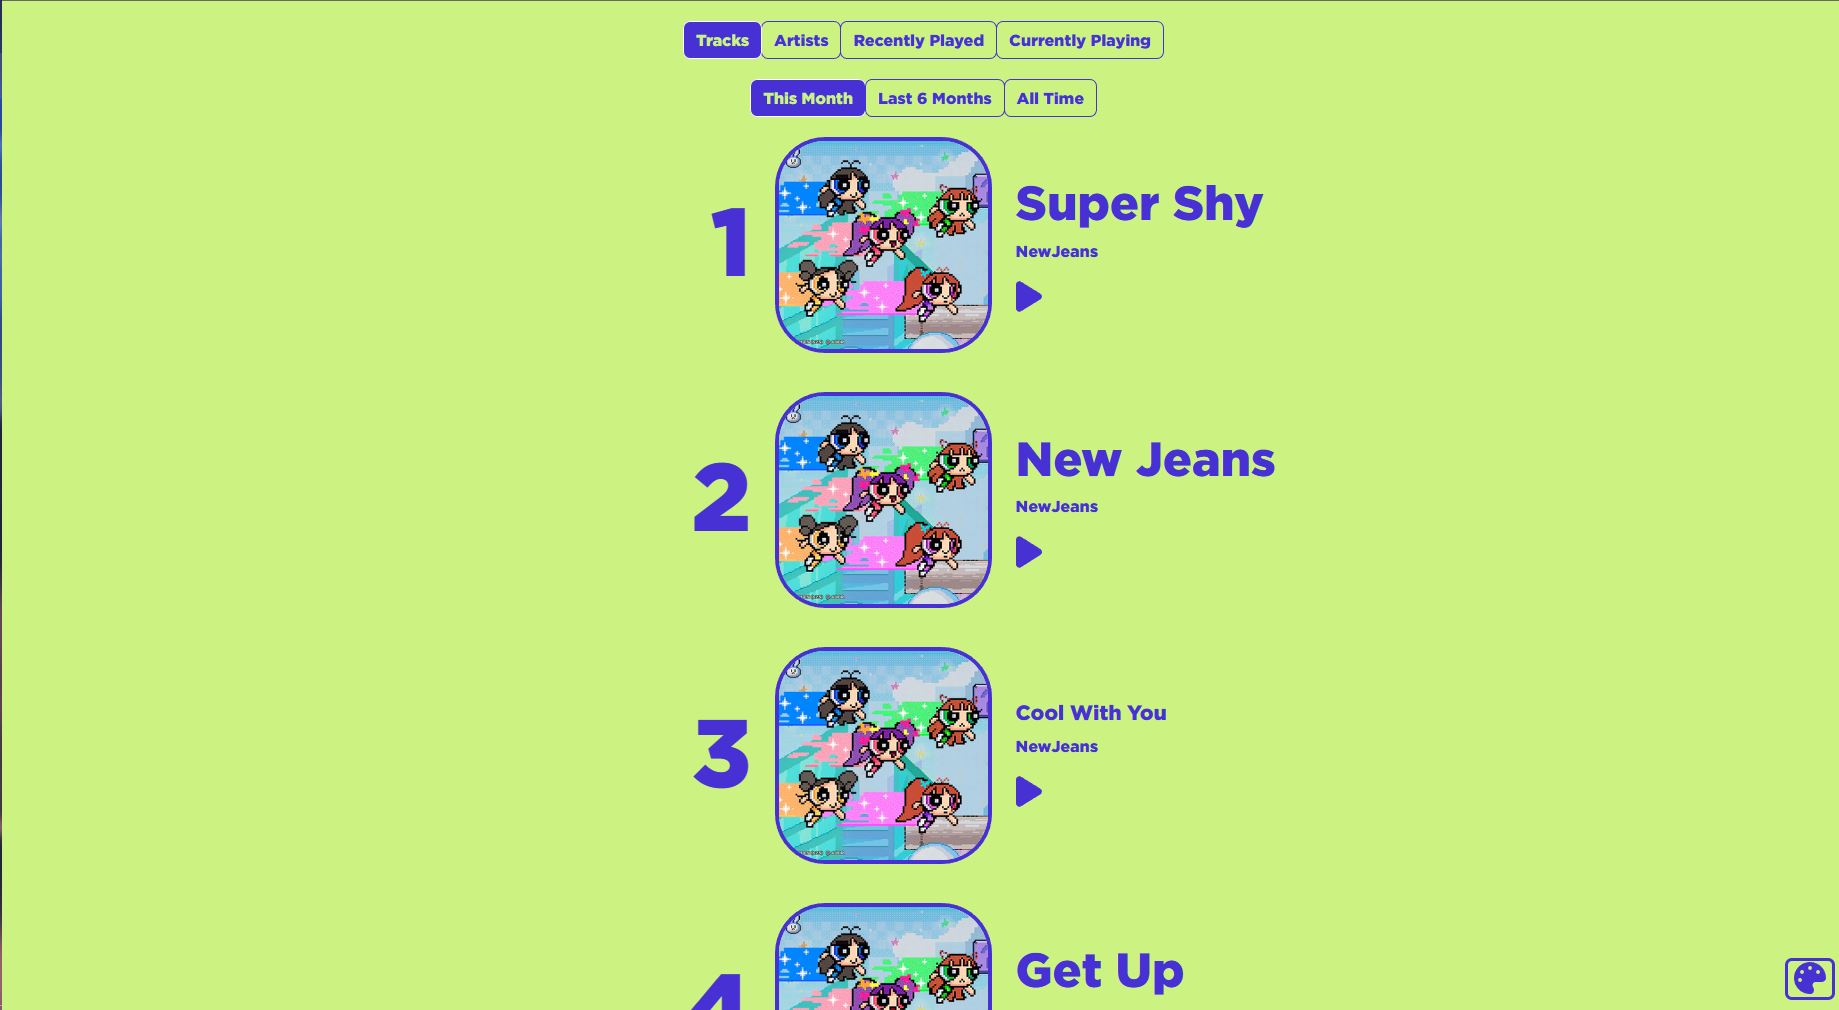 Tracks Artists Recently Played Currently Playing
This Month Last 6 Months All Time
1
Super Shy
NewJeans
2
New Jeans
NewJeans
3
Cool With You
NewJeans
4
Get Up